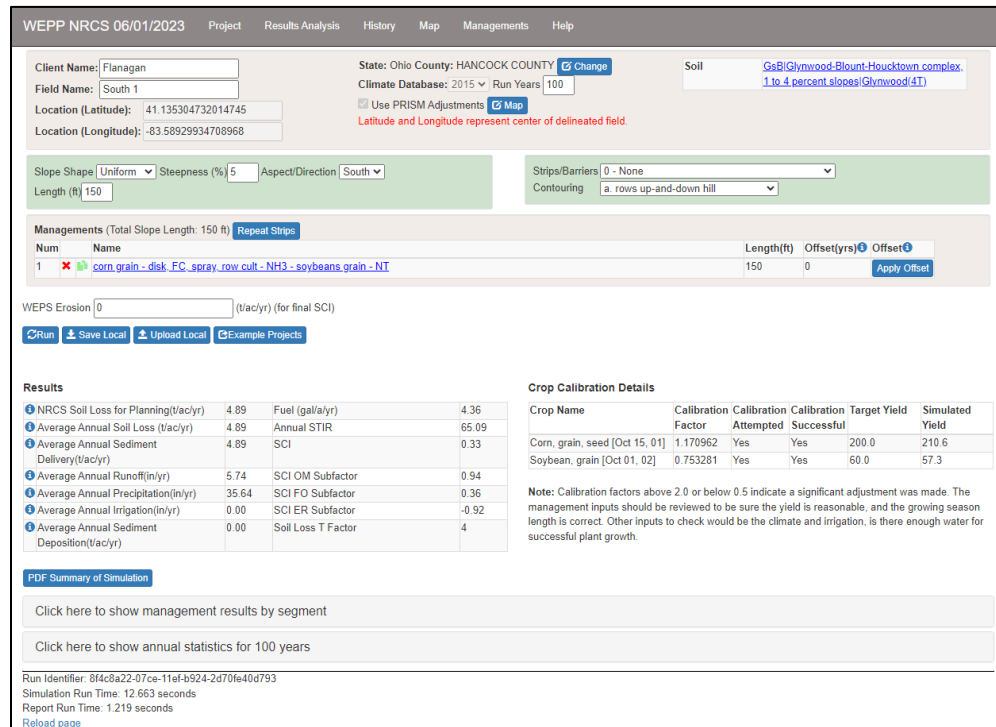 WEPP NRCS 06/01/2023 Project Results Analysis History Map Managements Help
Client Name: Flanagan
Field Name: South 1
Location (Latitude): 41.135304732014745
Location (Longitude): -83.58929934708968
State: Ohio County: HANCOCK COUNTY Change
Climate Database: 2015 Run Years 100
Use PRISM Adjustments Map
Latitude and Longitude represent center of delineated field.
Soil GsB|Glynwood-Blount-Houcktown complex,
1 to 4 percent slopes|Glynwood(4T)
Slope Shape Uniform Steepness (%) 5 Aspect/Direction South
Length (ft) 150
Strips/Barriers 0 - None
Contouring a. rows up-and-down hill
Managements (Total Slope Length: 150 ft) Repeat Strips
Num Name Length(ft) Offset(yrs) Offset
1 corn grain - disk, FC, spray, row cult - NH3 - soybeans grain - NT 150 0 Apply Offset
WEPS Erosion 0 (t/ac/yr) (for final SCI)
Run Save Local Upload Local Example Projects
Results
NRCS Soil Loss for Planning(t/ac/yr) 4.89 Fuel (gal/a/yr) 4.36
Average Annual Soil Loss (t/ac/yr) 4.89 Annual STIR 65.09
Average Annual Sediment 4.89 SCI 0.33
Delivery(t/ac/yr)
Average Annual Runoff(in/yr) 5.74 SCI OM Subfactor 0.94
Average Annual Precipitation(in/yr) 35.64 SCI FO Subfactor 0.36
Average Annual Irrigation(in/yr) 0.00 SCI ER Subfactor -0.92
Average Annual Sediment 0.00 Soil Loss T Factor 4
Deposition(t/ac/yr)
Crop Calibration Details
Crop Name Calibration Calibration Calibration Target Yield Simulated
Factor Attempted Successful Yield
Corn, grain, seed [Oct 15, 01] 1.170962 Yes Yes 200.0 210.6
Soybean, grain [Oct 01, 02] 0.753281 Yes Yes 60.0 57.3
Note: Calibration factors above 2.0 or below 0.5 indicate a significant adjustment was made. The
management inputs should be reviewed to be sure the yield is reasonable, and the growing season
length is correct. Other inputs to check would be the climate and irrigation, is there enough water for
successful plant growth.
PDF Summary of Simulation
Click here to show management results by segment
Click here to show annual statistics for 100 years
Run Identifier: 8f4c8a22-07ce-11ef-b924-2d70fe40d793
Simulation Run Time: 12.663 seconds
Report Run Time: 1.219 seconds
Reload page